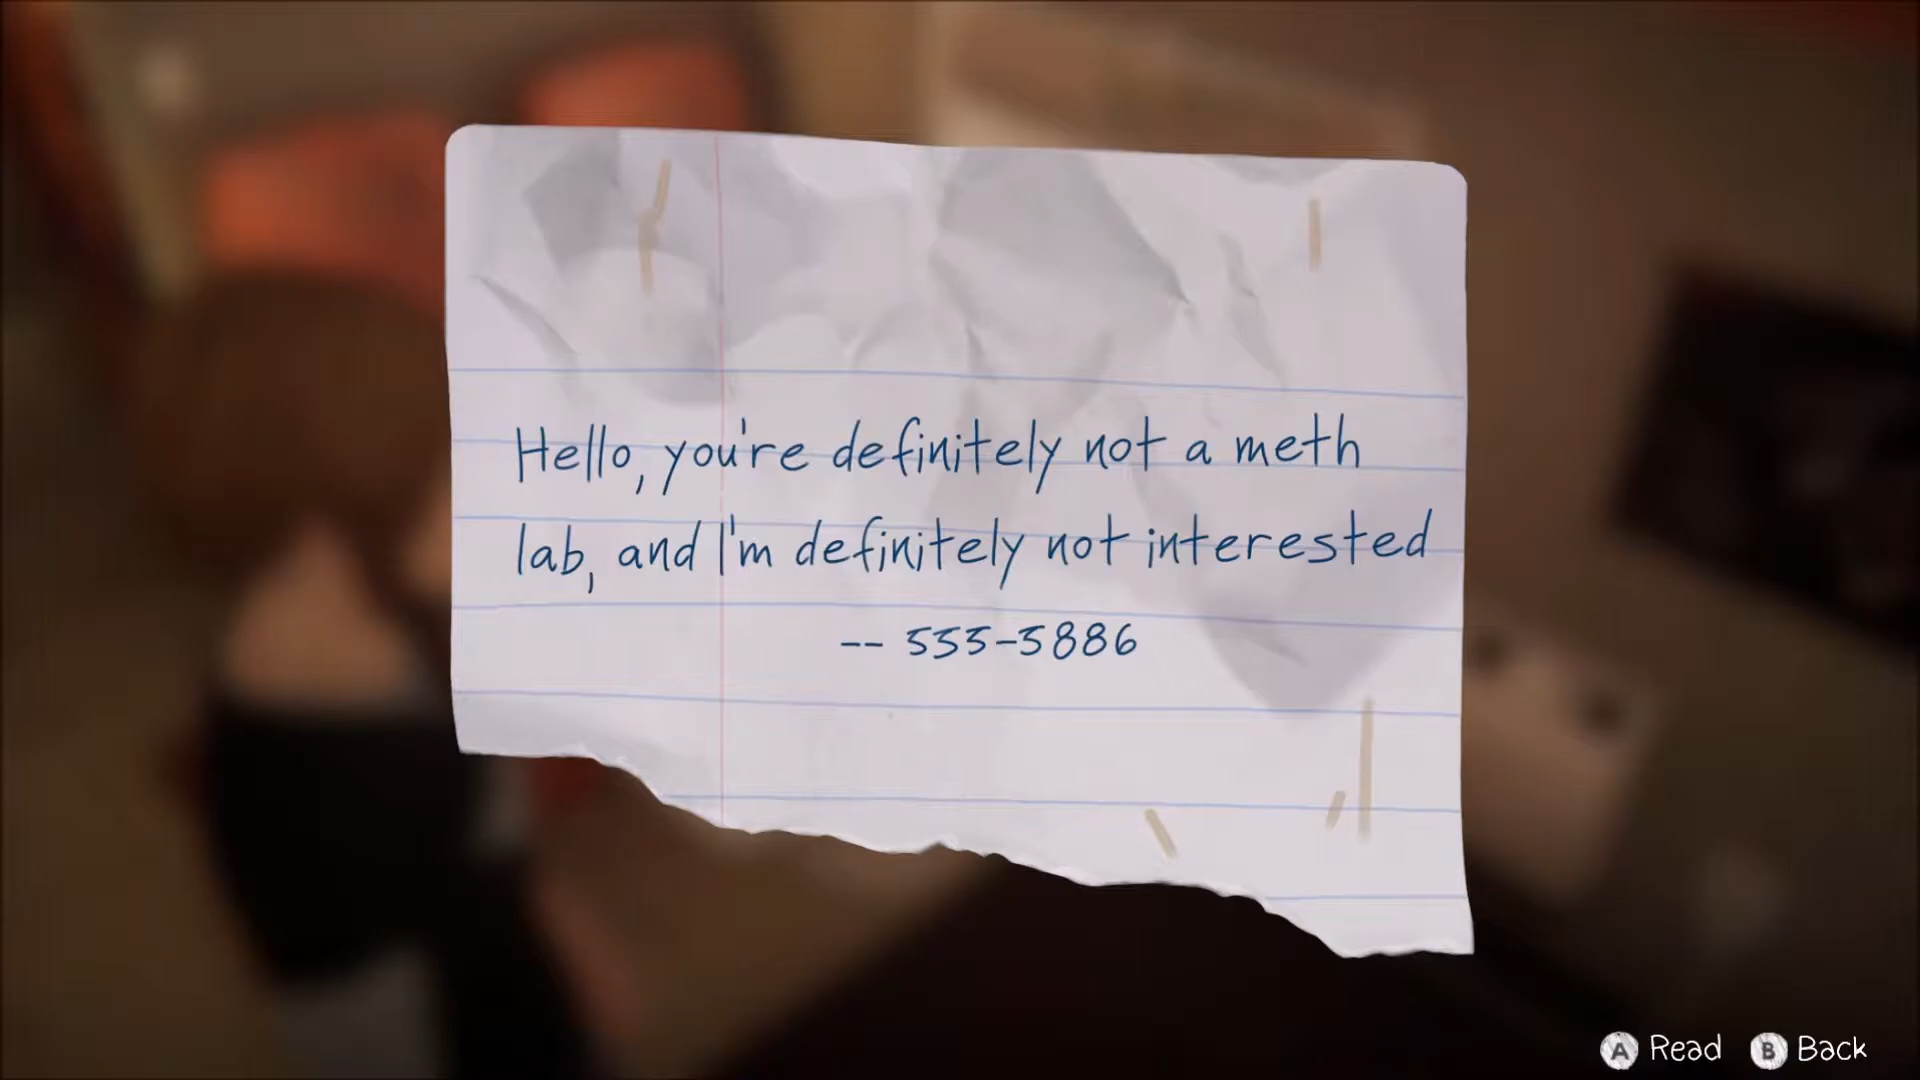 Hello, you're definitely not a meth
lab, and I'm definitely not interested
-- 555-5886
A Read B Back